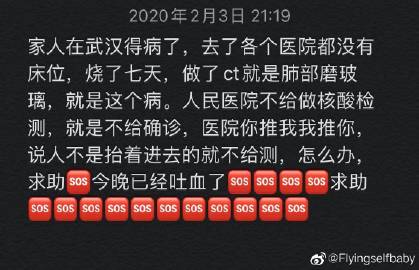 2020年2月3日 21:19
家人在武汉得病了，去了各个医院都没有
床位，烧了七天，做了ct就是肺部磨玻
璃，就是这个病。人民医院不给做核酸检
测，就是不给确诊，医院你推我我推你，
说人不是抬着进去的就不给测，怎么办，
求助🆘今晚已经吐血了🆘🆘🆘🆘求助
🆘🆘🆘🆘🆘🆘🆘🆘🆘🆘🆘
@Flyingselfbaby